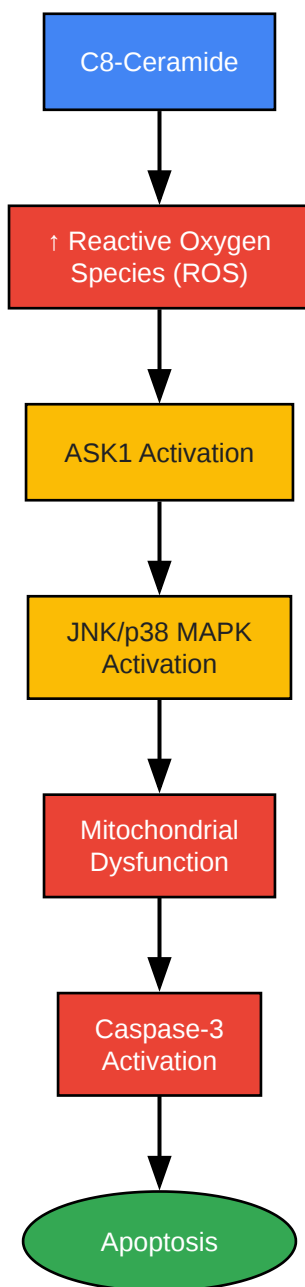 C8-Ceramide
↑ Reactive Oxygen
Species (ROS)
ASK1 Activation
JNK/p38 MAPK
Activation
Mitochondrial
Dysfunction
Caspase-3
Activation
Apoptosis